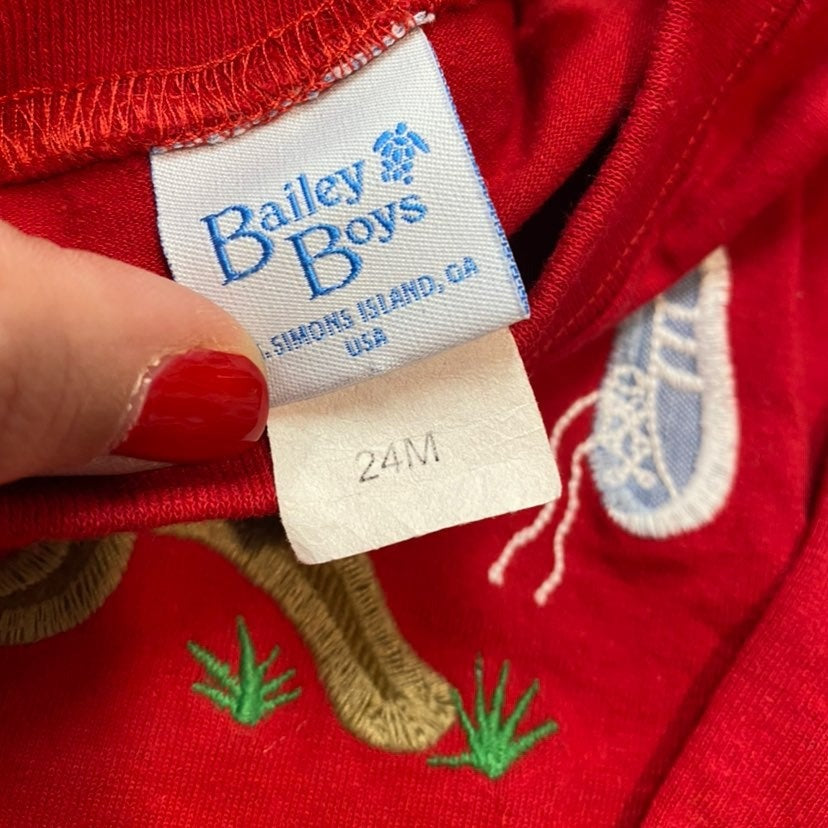 Bailey
Boys
. SIMONS ISLAND, GA
USA
24M